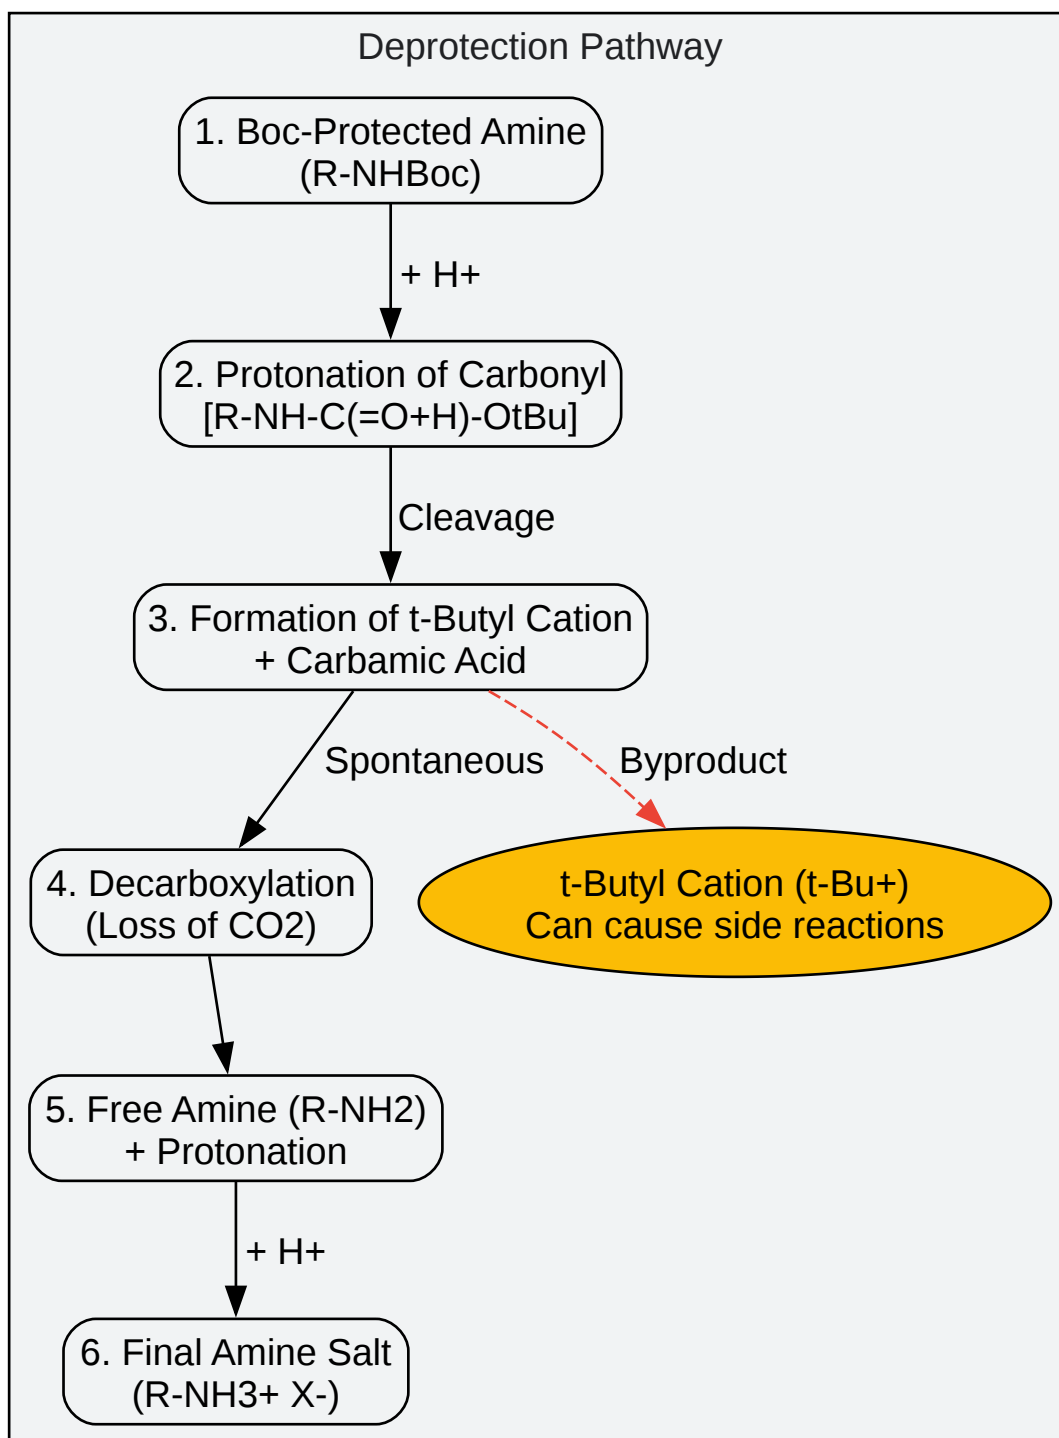 Deprotection Pathway
1. Boc-Protected Amine
(R-NHBoc)
+ H+
2. Protonation of Carbonyl
[R-NH-C(=O+H)-OtBu]
Cleavage
3. Formation of t-Butyl Cation
+ Carbamic Acid
Spontaneous
Byproduct
4. Decarboxylation
(Loss of CO2)
t-Butyl Cation (t-Bu+)
Can cause side reactions
5. Free Amine (R-NH2)
+ Protonation
+ H+
6. Final Amine Salt
(R-NH3+ X-)